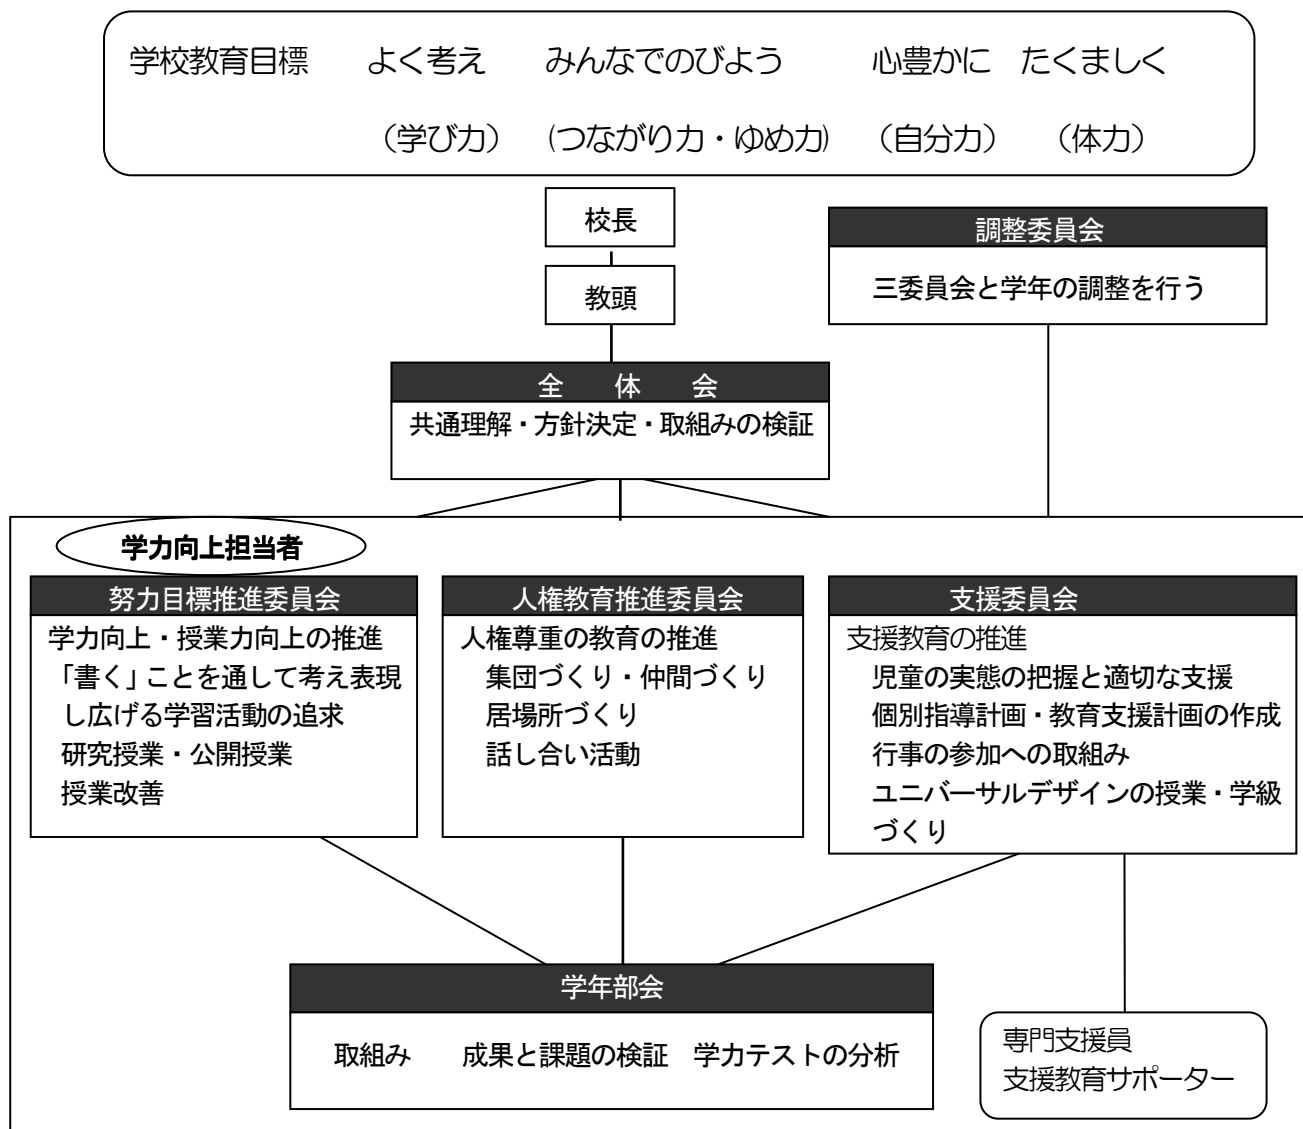 学校教育目標　よく考え　みんなでのびよう　心豊かに　たくましく
（学び力）　(つながり力・ゆめ力)　（自分力）　（体力）
校長
教頭
調整委員会
三委員会と学年の調整を行う
全　体　会
共通理解・方針決定・取組みの検証
学力向上担当者
努力目標推進委員会
学力向上・授業力向上の推進
「書く」ことを通して考え表現
し広げる学習活動の追求
研究授業・公開授業
授業改善
人権教育推進委員会
人権尊重の教育の推進
集団づくり・仲間づくり
居場所づくり
話し合い活動
支援委員会
支援教育の推進
児童の実態の把握と適切な支援
個別指導計画・教育支援計画の作成
行事の参加への取組み
ユニバーサルデザインの授業・学級
づくり
学年部会
取組み　成果と課題の検証　学力テストの分析
専門支援員
支援教育サポーター